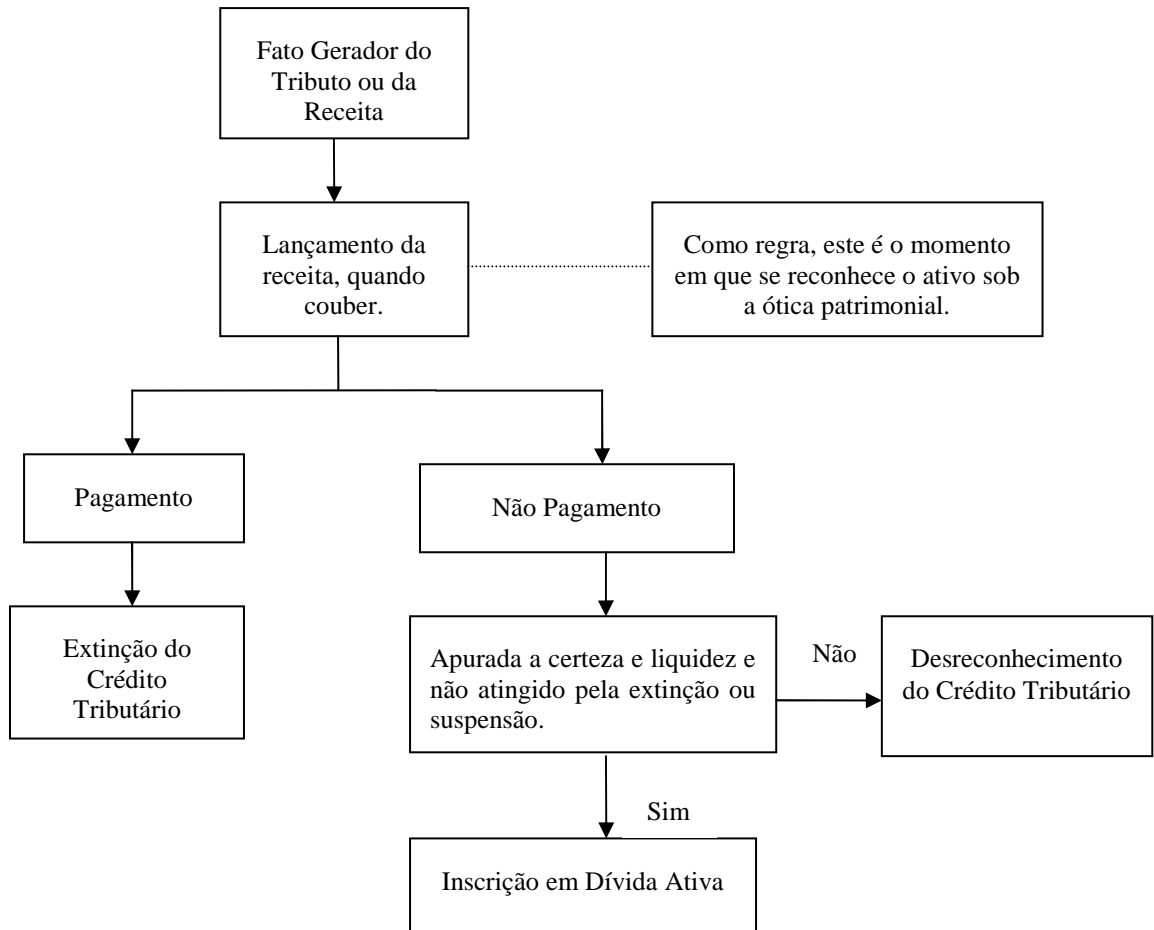 Fato Gerador do
Tributo ou da
Receita
Lançamento da
receita, quando
couber.
Como regra, este é o momento
em que se reconhece o ativo sob
a ótica patrimonial.
Pagamento
Não Pagamento
Extinção do
Crédito
Tributário
Apurada a certeza e liquidez e
não atingido pela extinção ou
suspensão.
Não
Desreconhecimento
do Crédito Tributário
Sim
Inscrição em Dívida Ativa